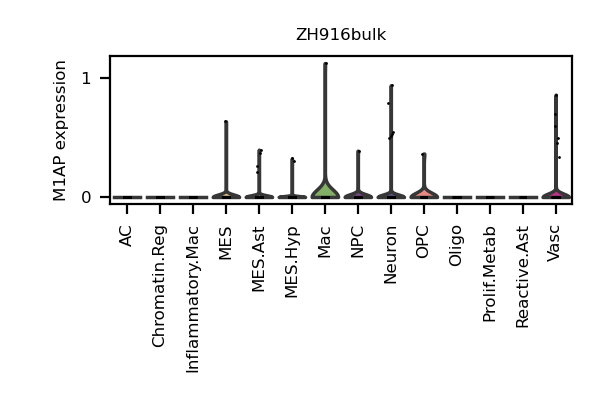 ZH916bulk
M1AP expression
1
0
AC
Chromatin.Reg
Inflammatory.Mac
MES
MES.Ast
MES.Hyp
Mac
NPC
Neuron
OPC
Oligo
Prolif.Metab
Reactive.Ast
Vasc